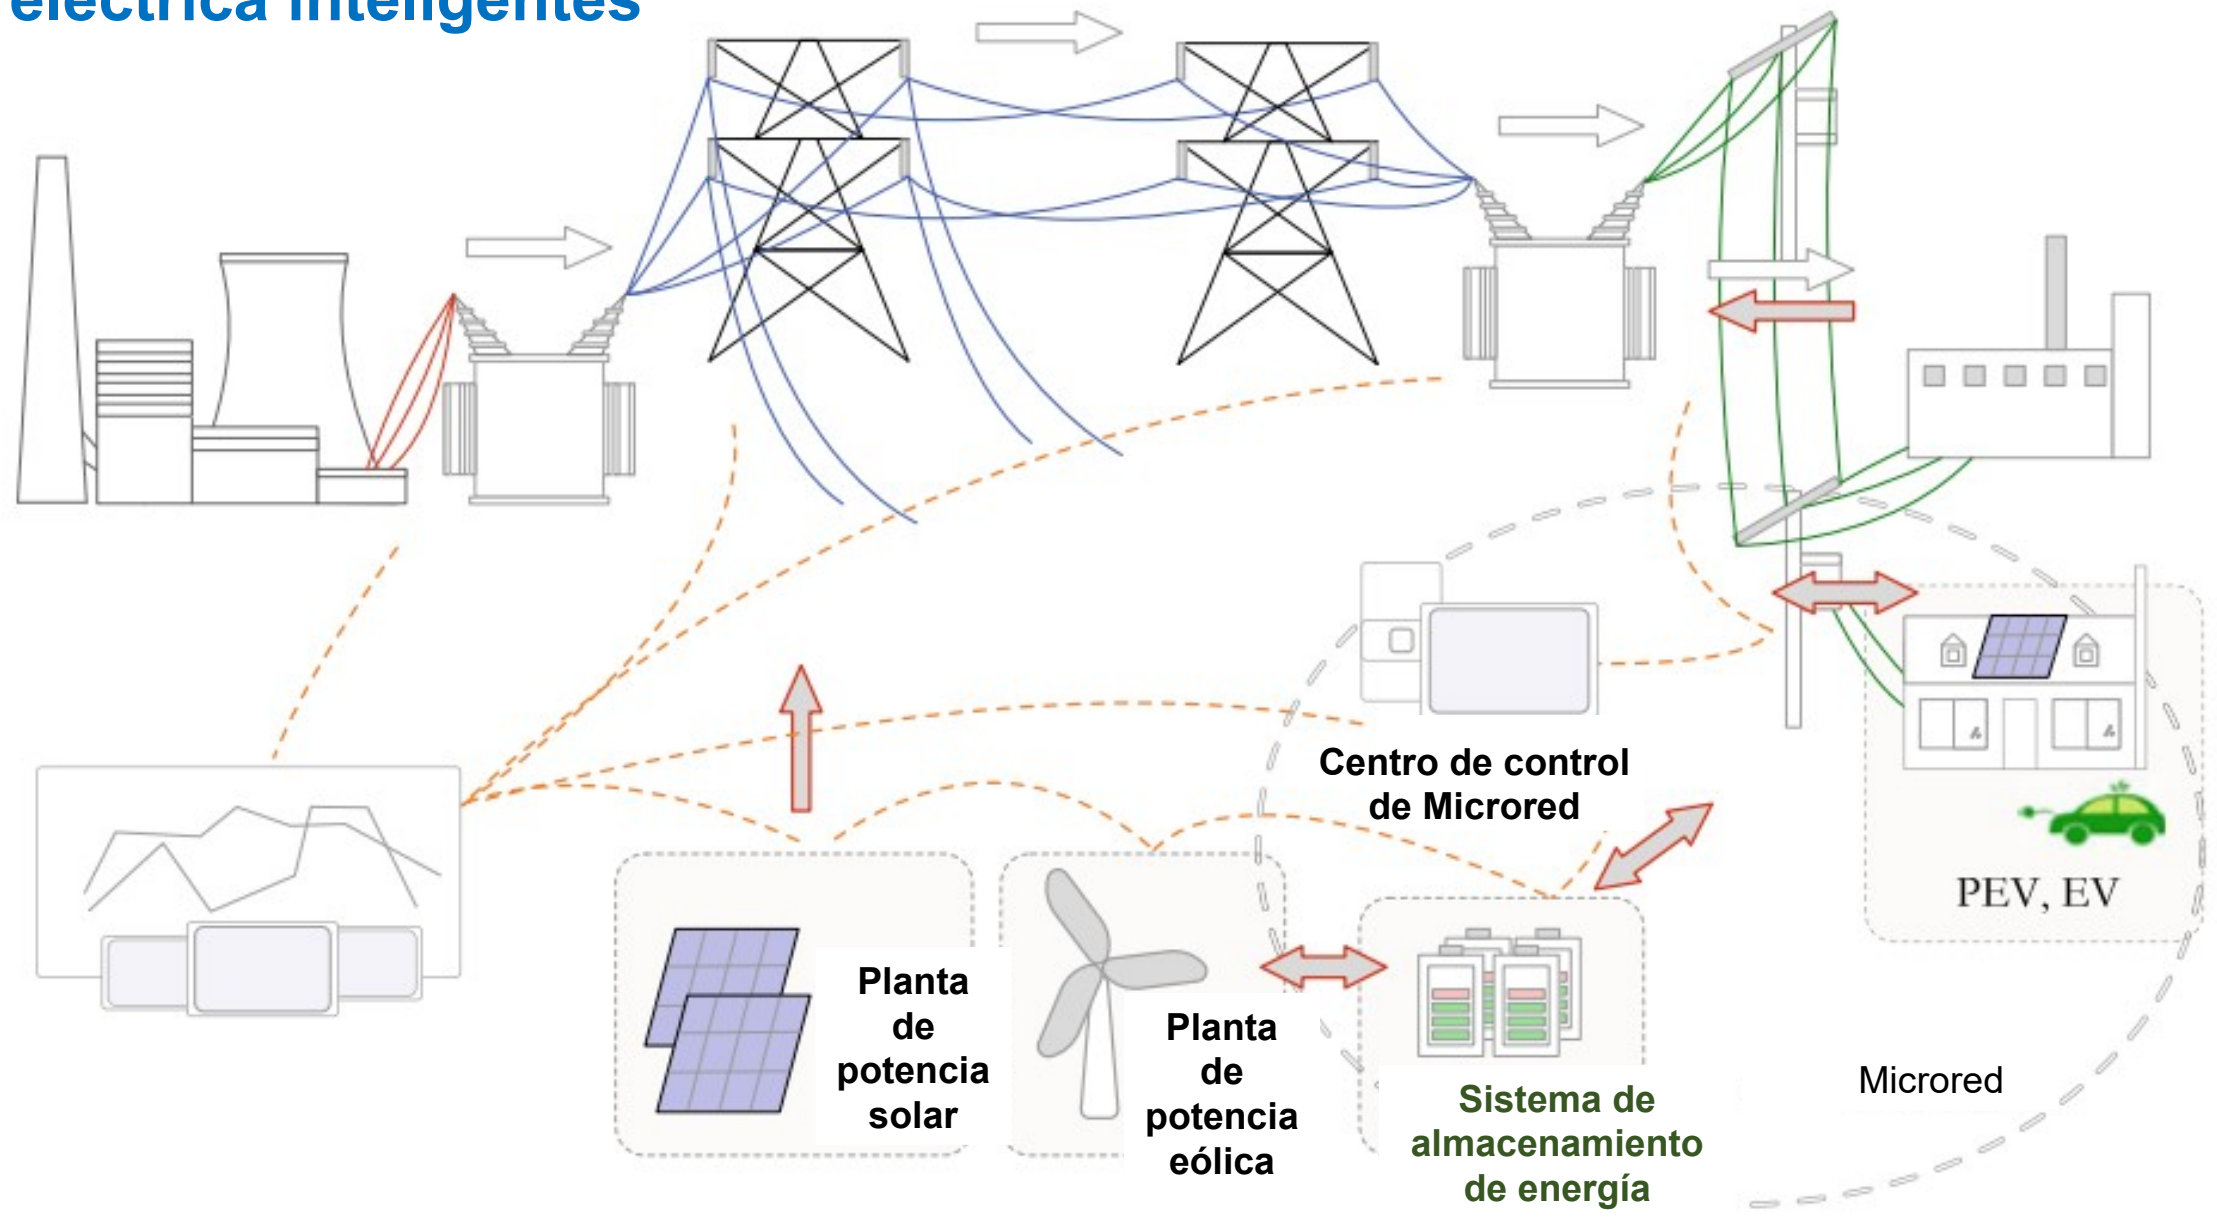 eléctrica inteligentes
Centro de control
de Microred
PEV, EV
Planta
de
potencia
solar
Planta
de
potencia
eólica
Sistema de
almacenamiento
de energía
Microred